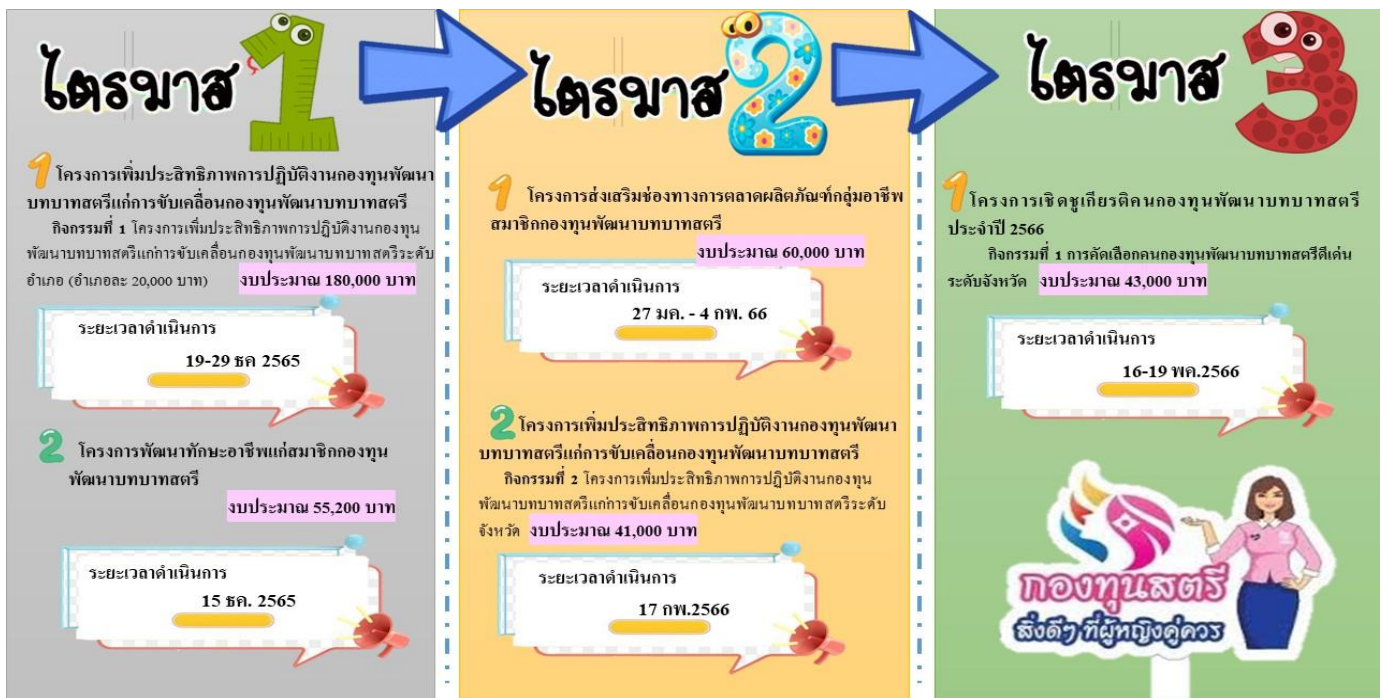 ไตรมาส 1
1 โครงการเพิ่มประสิทธิภาพการปฏิบัติงานกองทุนพัฒนา
บทบาทสตรีแก่การขับเคลื่อนกองทุนพัฒนาบทบาทสตรี
กิจกรรมที่ 1 โครงการเพิ่มประสิทธิภาพการปฏิบัติงานกองทุน
พัฒนาบทบาทสตรีแก่การขับเคลื่อนกองทุนพัฒนาบทบาทสตรีระดับ
อำเภอ (อำเภอละ 20,000 บาท) งบประมาณ 180,000 บาท
ระยะเวลาดำเนินการ
19-29 ธค 2565
2 โครงการพัฒนาทักษะอาชีพแก่สมาชิกกองทุน
พัฒนาบทบาทสตรี
งบประมาณ 55,200 บาท
ระยะเวลาดำเนินการ
15 ธค. 2565
ไตรมาส 2
1 โครงการส่งเสริมช่องทางการตลาดผลิตภัณฑ์กลุ่มอาชีพ
สมาชิกกองทุนพัฒนาบทบาทสตรี
งบประมาณ 60,000 บาท
ระยะเวลาดำเนินการ
27 มค. - 4 กพ. 66
2 โครงการเพิ่มประสิทธิภาพการปฏิบัติงานกองทุนพัฒนา
บทบาทสตรีแก่การขับเคลื่อนกองทุนพัฒนาบทบาทสตรี
กิจกรรมที่ 2 โครงการเพิ่มประสิทธิภาพการปฏิบัติงานกองทุน
พัฒนาบทบาทสตรีแก่การขับเคลื่อนกองทุนพัฒนาบทบาทสตรีระดับ
จังหวัด งบประมาณ 41,000 บาท
ระยะเวลาดำเนินการ
17 กพ.2566
ไตรมาส 3
1 โครงการเชิดชูเกียรติคนกองทุนพัฒนาบทบาทสตรี
ประจำปี 2566
กิจกรรมที่ 1 การคัดเลือกคนกองทุนพัฒนาบทบาทสตรีดีเด่น
ระดับจังหวัด งบประมาณ 43,000 บาท
ระยะเวลาดำเนินการ
16-19 พค.2566
กองทุนสตรี
สิ่งดีๆ ที่ผู้หญิงคู่ควร